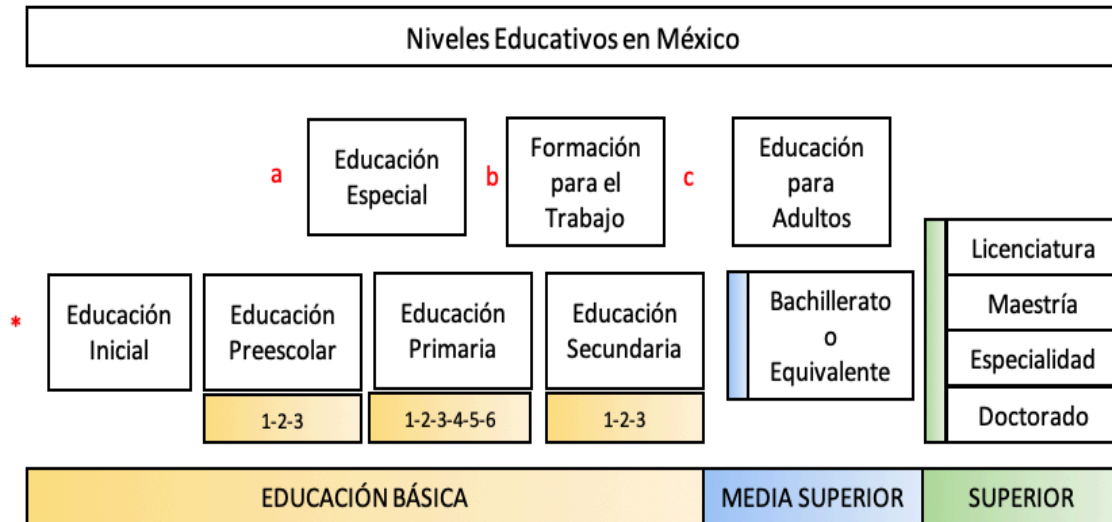 Niveles Educativos en México
a
Educación
Especial
b
Formación
para el
Trabajo
c
Educación
para
Adultos
*
Educación
Inicial
Educación
Preescolar
1-2-3
Educación
Primaria
1-2-3-4-5-6
Educación
Secundaria
1-2-3
Bachillerato
o
Equivalente
Licenciatura
Maestría
Especialidad
Doctorado
EDUCACIÓN BÁSICA
MEDIA SUPERIOR
SUPERIOR